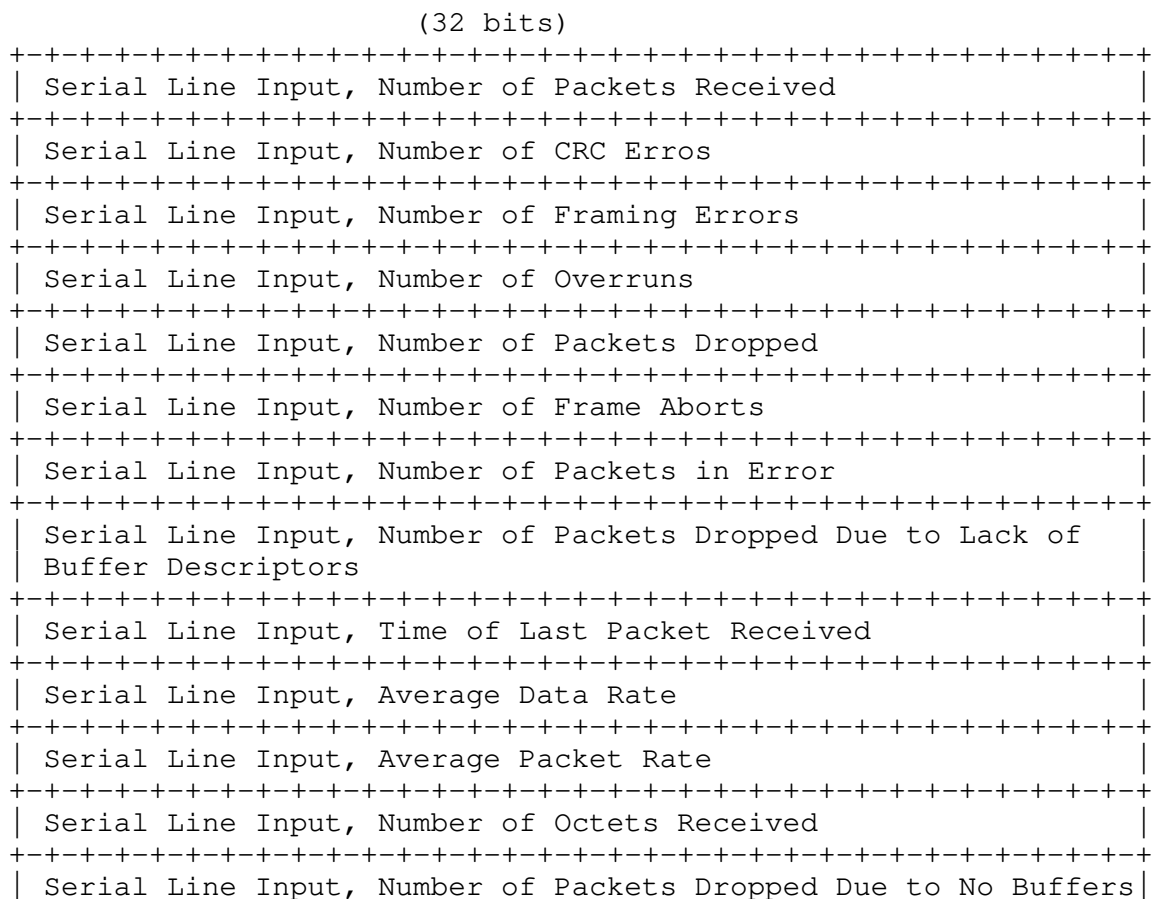 (32 bits)
+-+-+-+-+-+-+-+-+-+-+-+-+-+-+-+-+-+-+-+-+-+-+-+-+-+-+-+-+-+-+-+-+
| Serial Line Input, Number of Packets Received                 |
+-+-+-+-+-+-+-+-+-+-+-+-+-+-+-+-+-+-+-+-+-+-+-+-+-+-+-+-+-+-+-+-+
| Serial Line Input, Number of CRC Erros                        |
+-+-+-+-+-+-+-+-+-+-+-+-+-+-+-+-+-+-+-+-+-+-+-+-+-+-+-+-+-+-+-+-+
| Serial Line Input, Number of Framing Errors                   |
+-+-+-+-+-+-+-+-+-+-+-+-+-+-+-+-+-+-+-+-+-+-+-+-+-+-+-+-+-+-+-+-+
| Serial Line Input, Number of Overruns                         |
+-+-+-+-+-+-+-+-+-+-+-+-+-+-+-+-+-+-+-+-+-+-+-+-+-+-+-+-+-+-+-+-+
| Serial Line Input, Number of Packets Dropped                  |
+-+-+-+-+-+-+-+-+-+-+-+-+-+-+-+-+-+-+-+-+-+-+-+-+-+-+-+-+-+-+-+-+
| Serial Line Input, Number of Frame Aborts                     |
+-+-+-+-+-+-+-+-+-+-+-+-+-+-+-+-+-+-+-+-+-+-+-+-+-+-+-+-+-+-+-+-+
| Serial Line Input, Number of Packets in Error                 |
+-+-+-+-+-+-+-+-+-+-+-+-+-+-+-+-+-+-+-+-+-+-+-+-+-+-+-+-+-+-+-+-+
| Serial Line Input, Number of Packets Dropped Due to Lack of   |
| Buffer Descriptors                                            |
+-+-+-+-+-+-+-+-+-+-+-+-+-+-+-+-+-+-+-+-+-+-+-+-+-+-+-+-+-+-+-+-+
| Serial Line Input, Time of Last Packet Received               |
+-+-+-+-+-+-+-+-+-+-+-+-+-+-+-+-+-+-+-+-+-+-+-+-+-+-+-+-+-+-+-+-+
| Serial Line Input, Average Data Rate                          |
+-+-+-+-+-+-+-+-+-+-+-+-+-+-+-+-+-+-+-+-+-+-+-+-+-+-+-+-+-+-+-+-+
| Serial Line Input, Average Packet Rate                        |
+-+-+-+-+-+-+-+-+-+-+-+-+-+-+-+-+-+-+-+-+-+-+-+-+-+-+-+-+-+-+-+-+
| Serial Line Input, Number of Octets Received                  |
+-+-+-+-+-+-+-+-+-+-+-+-+-+-+-+-+-+-+-+-+-+-+-+-+-+-+-+-+-+-+-+-+
| Serial Line Input, Number of Packets Dropped Due to No Buffers|